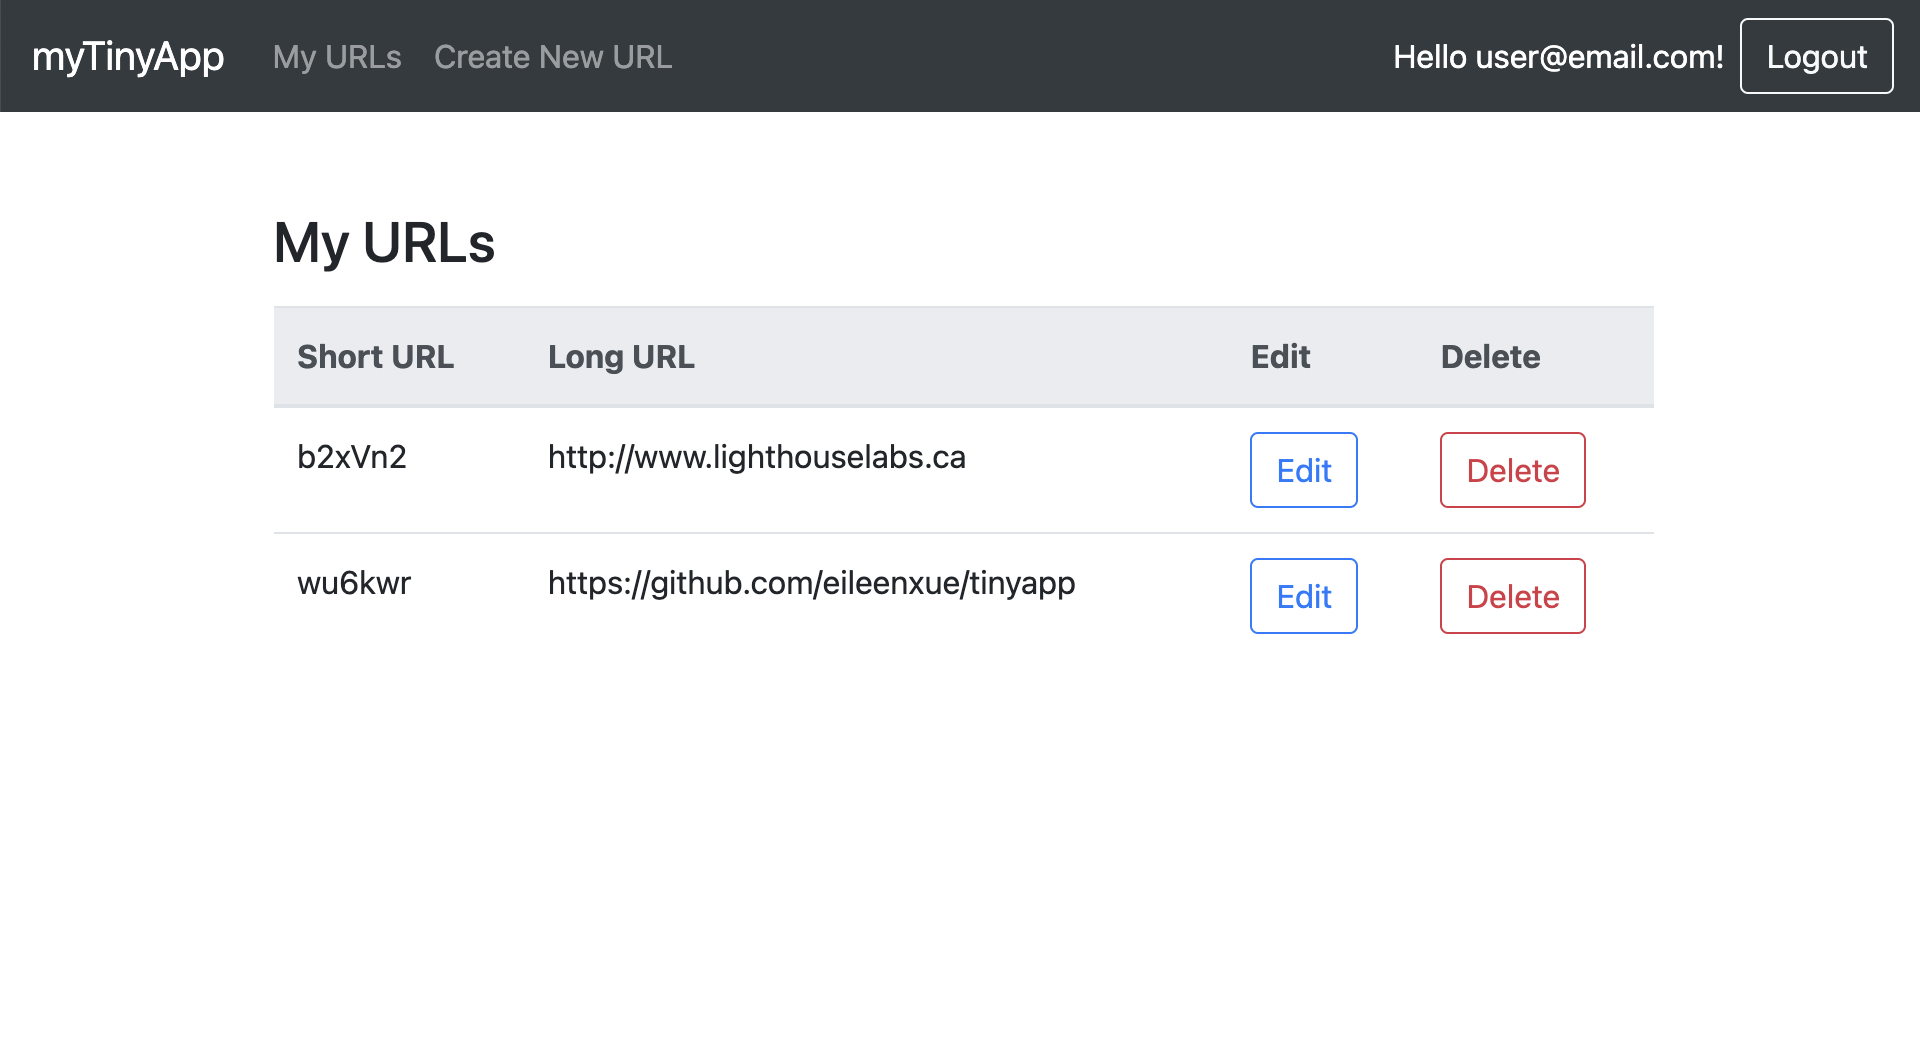 myTinyApp My URLs Create New URL Hello user@email.com! Logout
My URLs
Short URL Long URL Edit Delete
b2xVn2 http://www.lighthouselabs.ca Edit Delete
wu6kwr https://github.com/eileenxue/tinyapp Edit Delete